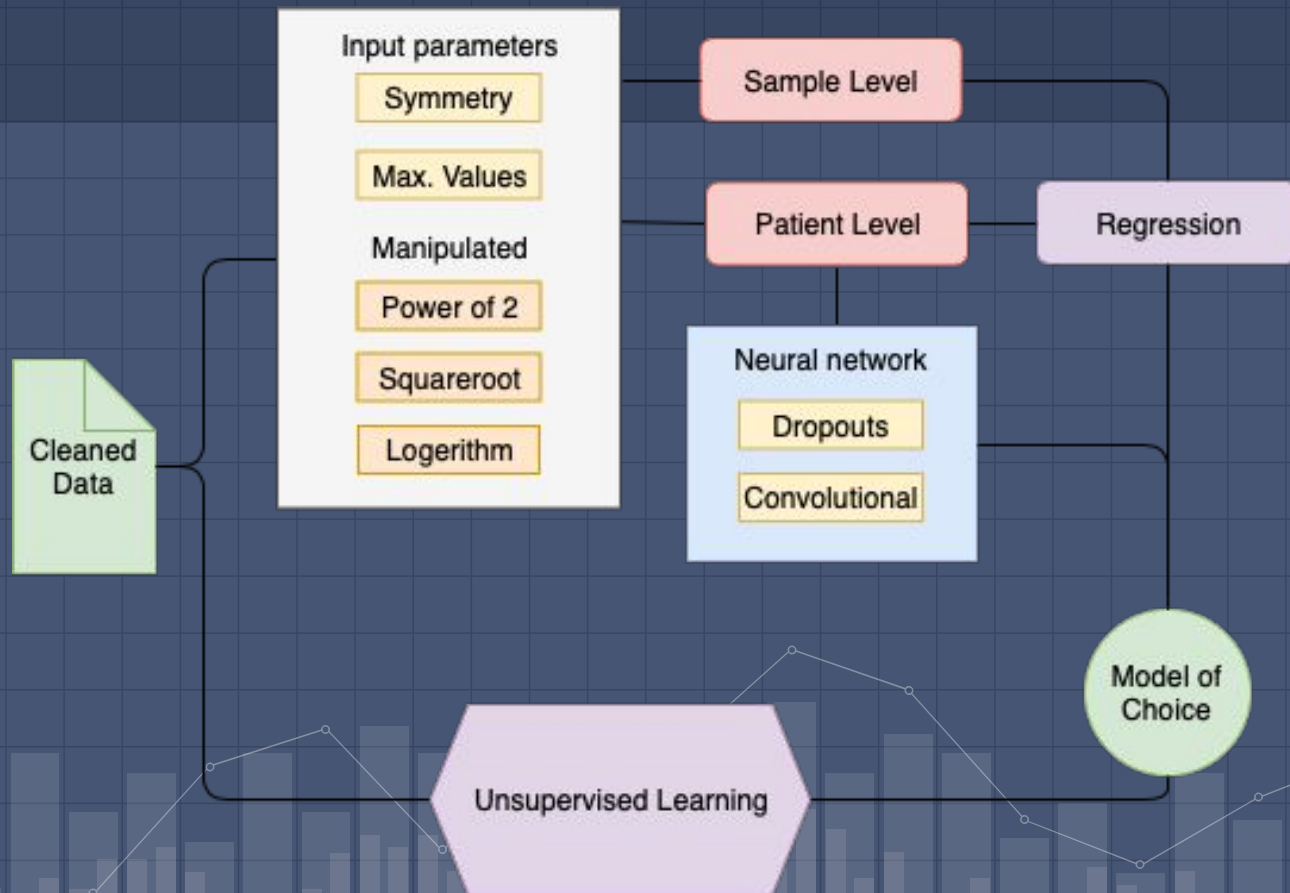 Input parameters
Symmetry
Max. Values
Manipulated
Power of 2
Squareroot
Logerithm
Cleaned
Data
Sample Level
Patient Level
Regression
Neural network
Dropouts
Convolutional
Model of
Choice
Unsupervised Learning